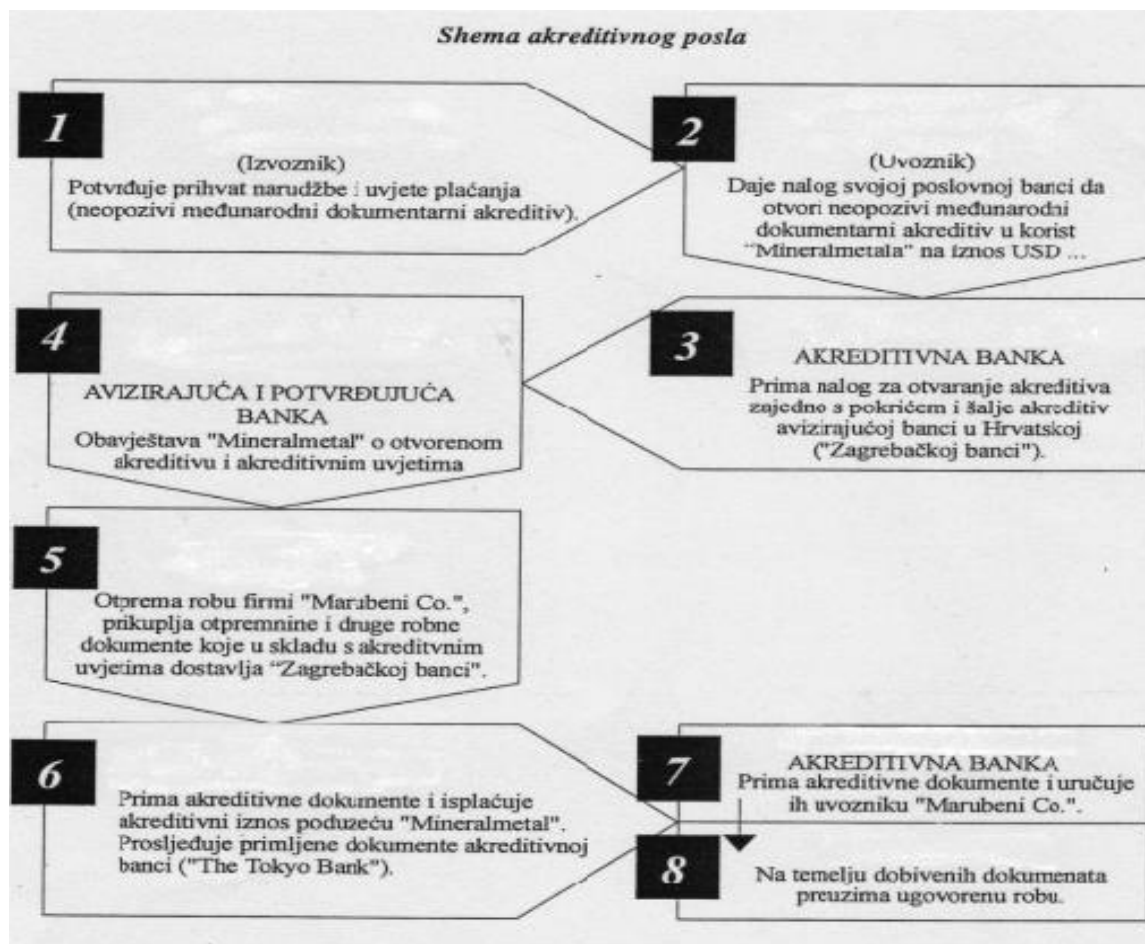 Shema akreditivnog posla
1
(Izvoznik)
Potvrđuje prihvat narudžbe i uvjete plaćanja
(neopozivi međunarodni dokumentarni akreditiv).
2
(Uvoznik)
Daje nalog svojoj poslovnoj banci da
otvori neopozivi međunarodni
dokumentarni akreditiv u korist
"Mineralmetala" na iznos USD ...
4
AVIZIRAJUĆA I POTVRĐUJUĆA
BANKA
Obavještava "Mineralmetal" o otvorenom
akreditivu i akreditivnim uvjetima
3
AKREDITIVNA BANKA
Prima nalog za otvaranje akreditiva
zajedno s pokrićem i šalje akreditiv
avizirajućoj banci u Hrvatskoj
("Zagrebačkoj banci").
5
Otprema robu firmi "Marubeni Co.",
prikuplja otpremnine i druge robne
dokumente koje u skladu s akreditvnim
uvjetima dostavlja "Zagrebačkoj banci".
6
Prima akreditivne dokumente i isplaćuje
akreditivni iznos poduzeću "Mineralmetal".
Prosljeđuje primljene dokumente akreditivnoj
banci ("The Tokyo Bank").
7
AKREDITIVNA BANKA
Prima akreditivne dokumente i uručuje
ih uvozniku "Marubeni Co.".
8
Na temelju dobivenih dokumenata
preuzima ugovorenu robu.